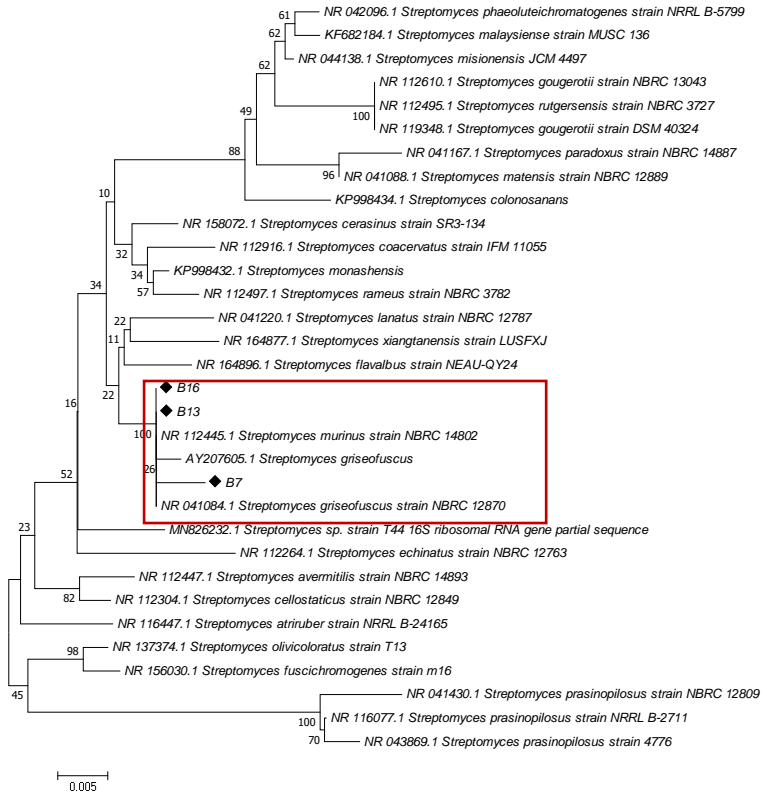 NR 042096.1 Streptomyces phaeoluteichromatogenes strain NRRL B-5799
61
KF682184.1 Streptomyces malaysiense strain MUSC 136
62
NR 044138.1 Streptomyces misionensis JCM 4497
62
NR 112610.1 Streptomyces gougerotii strain NBRC 13043
NR 112495.1 Streptomyces rutgersensis strain NBRC 3727
49
100
NR 119348.1 Streptomyces gougerotii strain DSM 40324
88
NR 041167.1 Streptomyces paradoxus strain NBRC 14887
96
NR 041088.1 Streptomyces matensis strain NBRC 12889
10
KP998434.1 Streptomyces colonosanans
NR 158072.1 Streptomyces cerasinus strain SR3-134
32
NR 112916.1 Streptomyces coacervatus strain IFM 11055
34
KP998432.1 Streptomyces monashensis
34
57
NR 112497.1 Streptomyces rameus strain NBRC 3782
22
NR 041220.1 Streptomyces lanatus strain NBRC 12787
11
NR 164877.1 Streptomyces xiangtanensis strain LUSFXJ
NR 164896.1 Streptomyces flavalbus strain NEAU-QY24
22
B16
16
B13
100
NR 112445.1 Streptomyces murinus strain NBRC 14802
AY207605.1 Streptomyces griseofuscus
26
52
B7
NR 041084.1 Streptomyces griseofuscus strain NBRC 12870
23
MN826232.1 Streptomyces sp. strain T44 16S ribosomal RNA gene partial sequence
NR 112264.1 Streptomyces echinatus strain NBRC 12763
NR 112447.1 Streptomyces avermitilis strain NBRC 14893
82
NR 112304.1 Streptomyces cellostaticus strain NBRC 12849
NR 116447.1 Streptomyces atriruber strain NRRL B-24165
NR 137374.1 Streptomyces olivicoloratus strain T13
98
NR 156030.1 Streptomyces fuscichromogenes strain m16
45
NR 041430.1 Streptomyces prasinopilosus strain NBRC 12809
100
NR 116077.1 Streptomyces prasinopilosus strain NRRL B-2711
70
NR 043869.1 Streptomyces prasinopilosus strain 4776
0.005